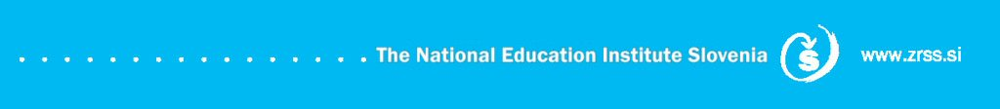 . . . . . . . . . . . . . . . . The National Education Institute Slovenia š www.zrss.si